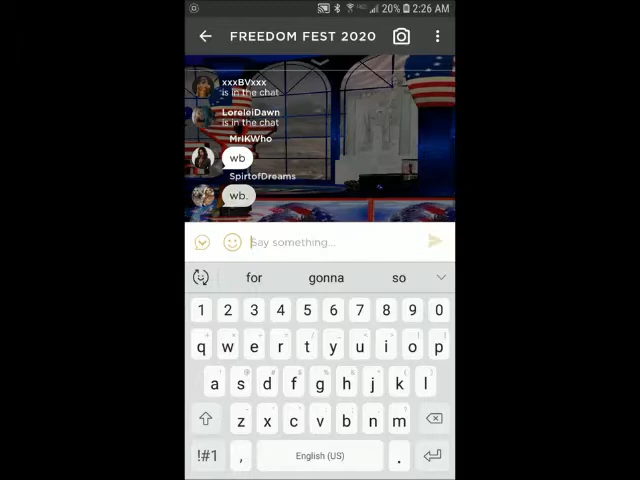 20% 2:26 AM
FREEDOM FEST 2020
xxxBVxxx
is in the chat
LoreleiDawn
is in the chat
MrIKWho
wb
SpirtofDreams
wb.
Say something...
for gonna so
1 2 3 4 5 6 7 8 9 0
q w e r t y u i o p
a s d f g h j k l
z x c v b n m
!#1 , English (US) .